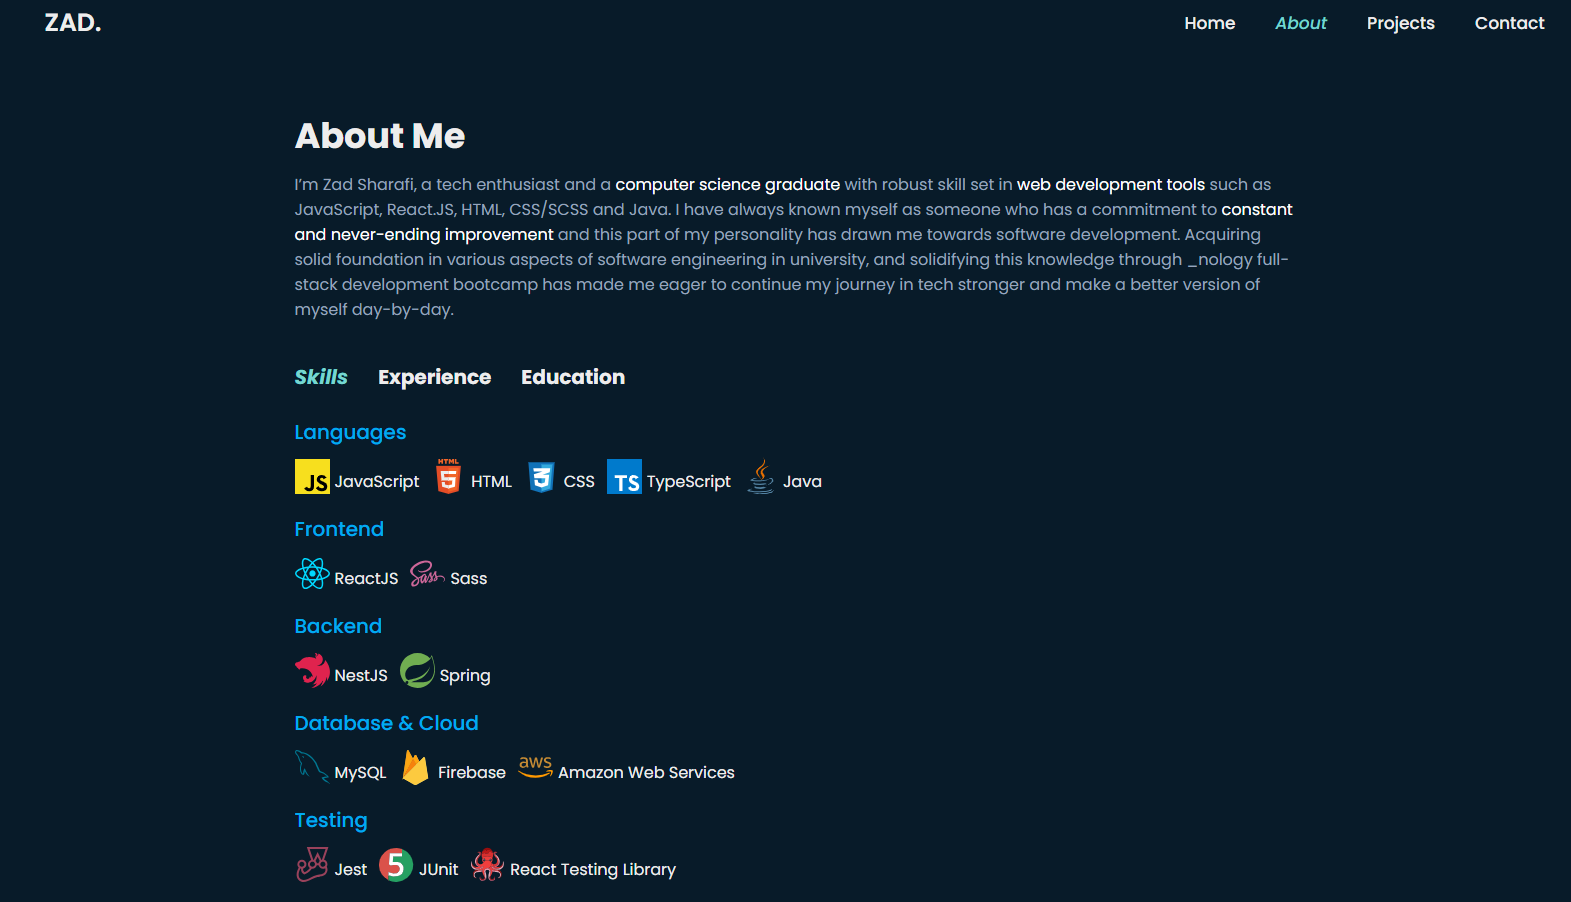 ZAD.
Home About Projects Contact
About Me
I’m Zad Sharafi, a tech enthusiast and a computer science graduate with robust skill set in web development tools such as
JavaScript, React.JS, HTML, CSS/SCSS and Java. I have always known myself as someone who has a commitment to constant
and never-ending improvement and this part of my personality has drawn me towards software development. Acquiring
solid foundation in various aspects of software engineering in university, and solidifying this knowledge through _nology full-
stack development bootcamp has made me eager to continue my journey in tech stronger and make a better version of
myself day-by-day.
Skills Experience Education
Languages
JS JavaScript HTML 5 HTML 3 CSS TS TypeScript Java
Frontend
ReactJS Sass Sass
Backend
NestJS Spring
Database & Cloud
MySQL Firebase aws Amazon Web Services
Testing
Jest 5 JUnit React Testing Library